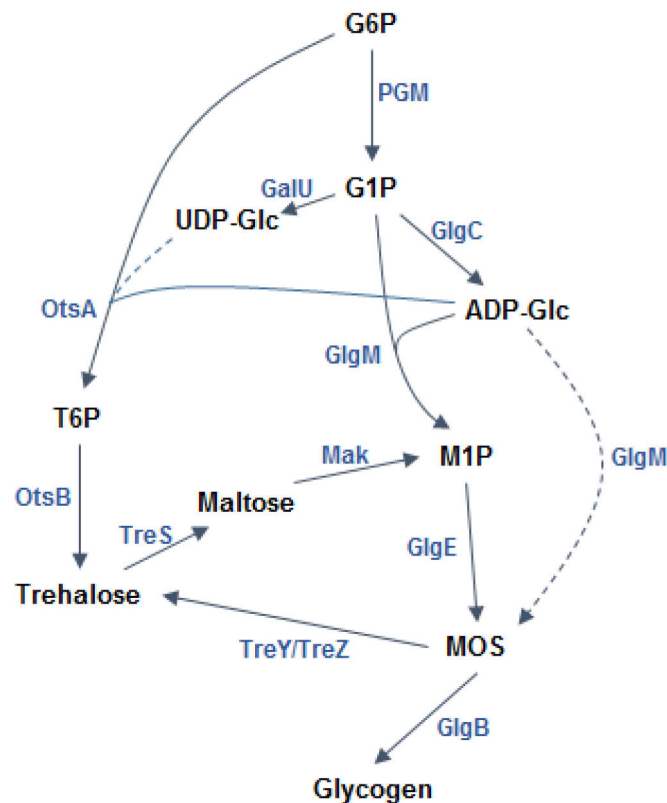 G6P
PGM
GalU
G1P
UDP-Glc
GlgC
OtsA
ADP-Glc
GlgM
T6P
Mak
M1P
GlgM
OtsB
Maltose
TreS
GlgE
Trehalose
TreY/TreZ
MOS
GlgB
Glycogen